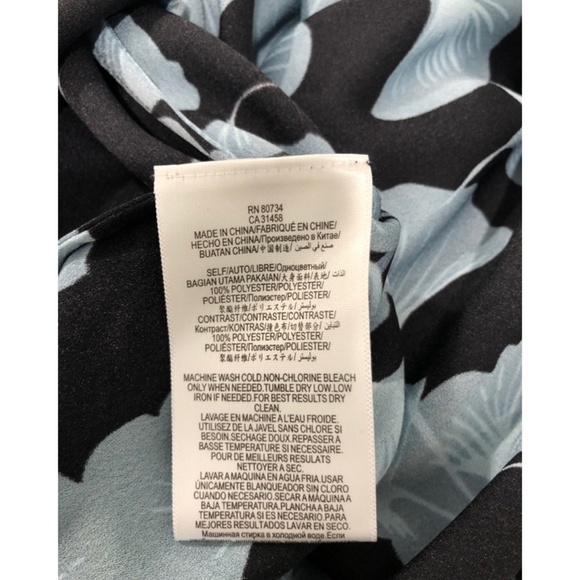 RN 80734
CA 31458
MADE IN CHINA/FABRIQUÉ EN CHINE/
HECHO EN CHINA/Произведено в Китае/
BUATAN CHINA/中国制造/ صنع في الصين
SELF/AUTO/LIBRE/Одноцветный/
BAGIAN UTAMA PAKAIAN/大身面料/表地/ الذات
100% POLYESTER/POLYESTER/
POLIÉSTER/Полиэстер/POLIESTER/
聚酯纤维/ポリエステル/بوليستر
CONTRAST/CONTRASTE/CONTRASTE/
Контраст/KONTRAS/撞色布/切替部分/
100% POLYESTER/POLYESTER/
POLIÉSTER/Полиэстер/POLIESTER/
聚酯纤维/ポリエステル/بوليستر
MACHINE WASH COLD.NON-CHLORINE BLEACH
ONLY WHEN NEEDED.TUMBLE DRY LOW.LOW
IRON IF NEEDED.FOR BEST RESULTS DRY
CLEAN.
LAVAGE EN MACHINE A L'EAU FROIDE.
UTILISEZ DE LA JAVEL SANS CHLORE SI
BESOIN.SECHAGE DOUX.REPASSER A
BASSE TEMPERATURE SI NECESSAIRE.
POUR DE MEILLEURS RESULTATS
NETTOYER A SEC.
LAVAR A MAQUINA EN AGUA FRIA.USAR
ÚNICAMENTE BLANQUEADOR SIN CLORO
CUANDO NECESARIO.SECAR A MÁQUINA A
BAJA TEMPERATURA.PLANCHA A BAJA
TEMPERATURA SI ES NECESARIO.PARA
MEJORES RESULTADOS LAVAR EN SECO.
Машинная стирка в холодной воде.Если